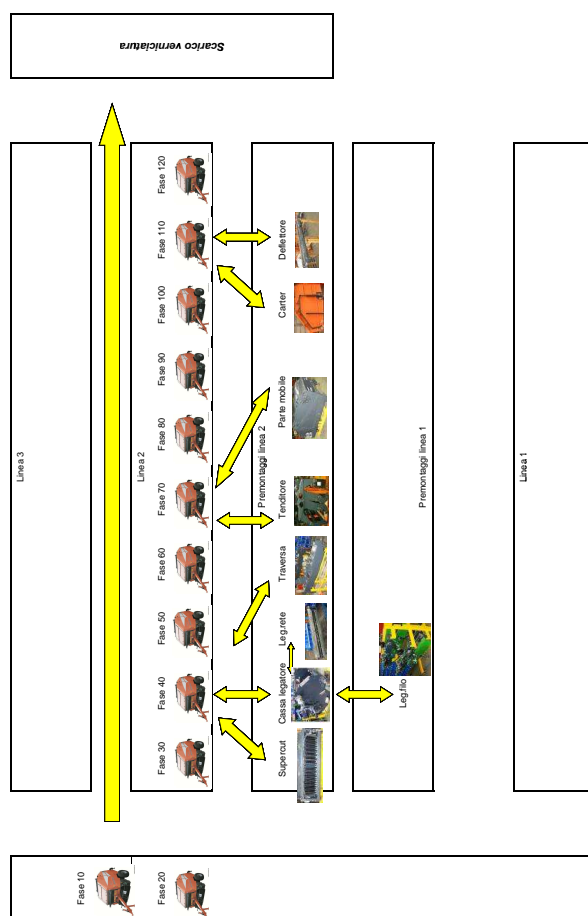 Scarico verniciatura
Linea 3
Linea 2
Fase 120
Fase 110
Fase 100
Fase 90
Fase 80
Fase 70
Fase 60
Fase 50
Fase 40
Fase 30
Premontaggi linea 2
Deflettore
Carter
Parte mobile
Tenditore
Traversa
Leg.rete
Cassa legatore
Supercut
Premontaggi linea 1
Leg.filo
Linea 1
Fase 10
Fase 20